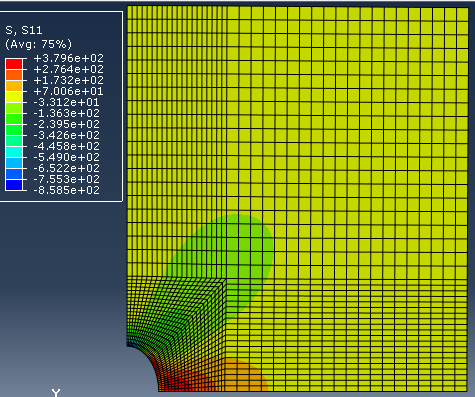 S, S11
(Avg: 75%)
+3.796e+02
+2.764e+02
+1.732e+02
+7.006e+01
-3.312e+01
-1.363e+02
-2.395e+02
-3.426e+02
-4.458e+02
-5.490e+02
-6.522e+02
-7.553e+02
-8.585e+02
Y